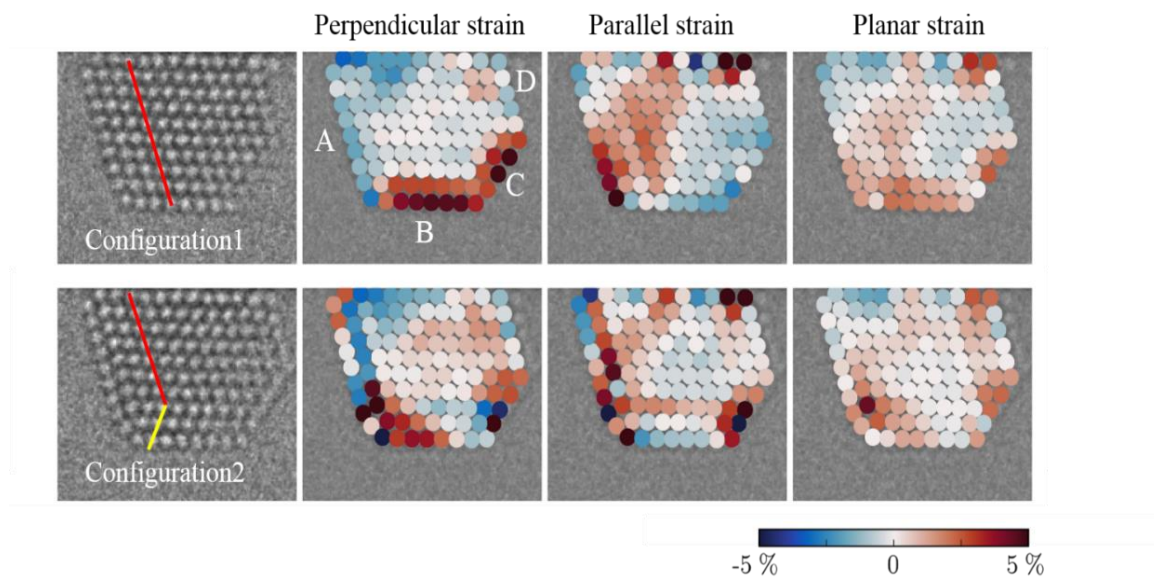 Perpendicular strain
Parallel strain
Planar strain
D
A
C
B
Configuration1
Configuration2
-5 %
0
5 %